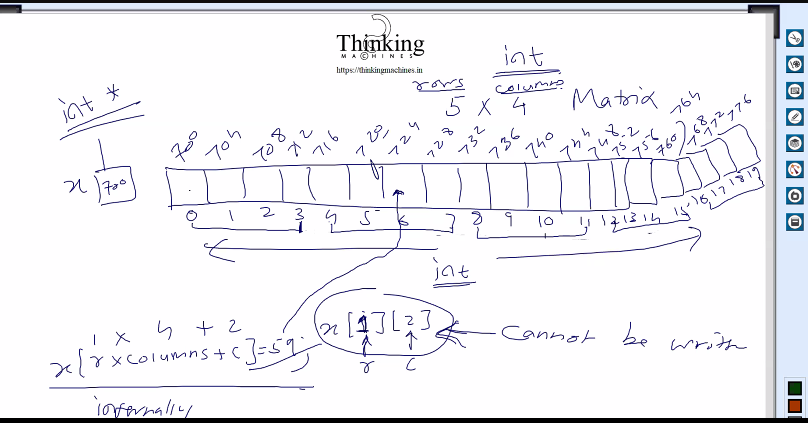 Thinking
MACHINES
https://thinkingmachines.in
int
rows columns
5 x 4 Matrix
int *
700 704 708 712 716 720 724 728 732 736 740 744 748 752 756 760 764 768 772 776
x 700
0 1 2 3 4 5 6 7 8 9 10 11 12 13 14 15 16 17 18 19
int
1 x 4 + 2
x[r x columns + c] = 59.
x[1][2]
r c
Cannot be written
internally